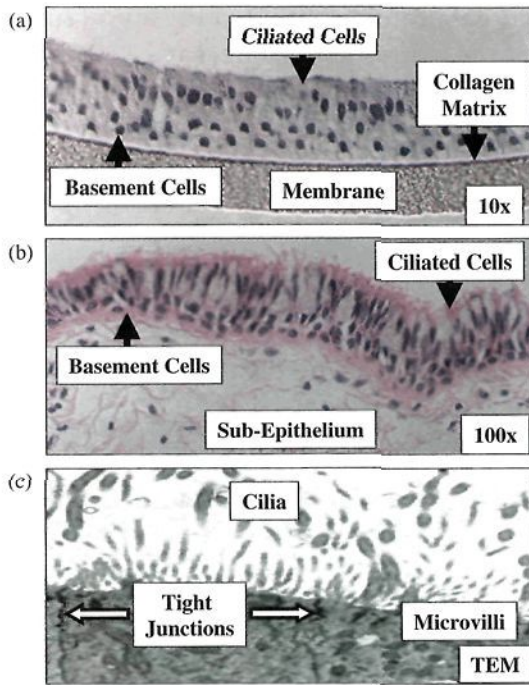 (a)
Ciliated Cells
Collagen
Matrix
Basement Cells
Membrane
10x
(b)
Ciliated Cells
Basement Cells
Sub-Epithelium
100x
(c)
Cilia
Tight
Junctions
Microvilli
TEM